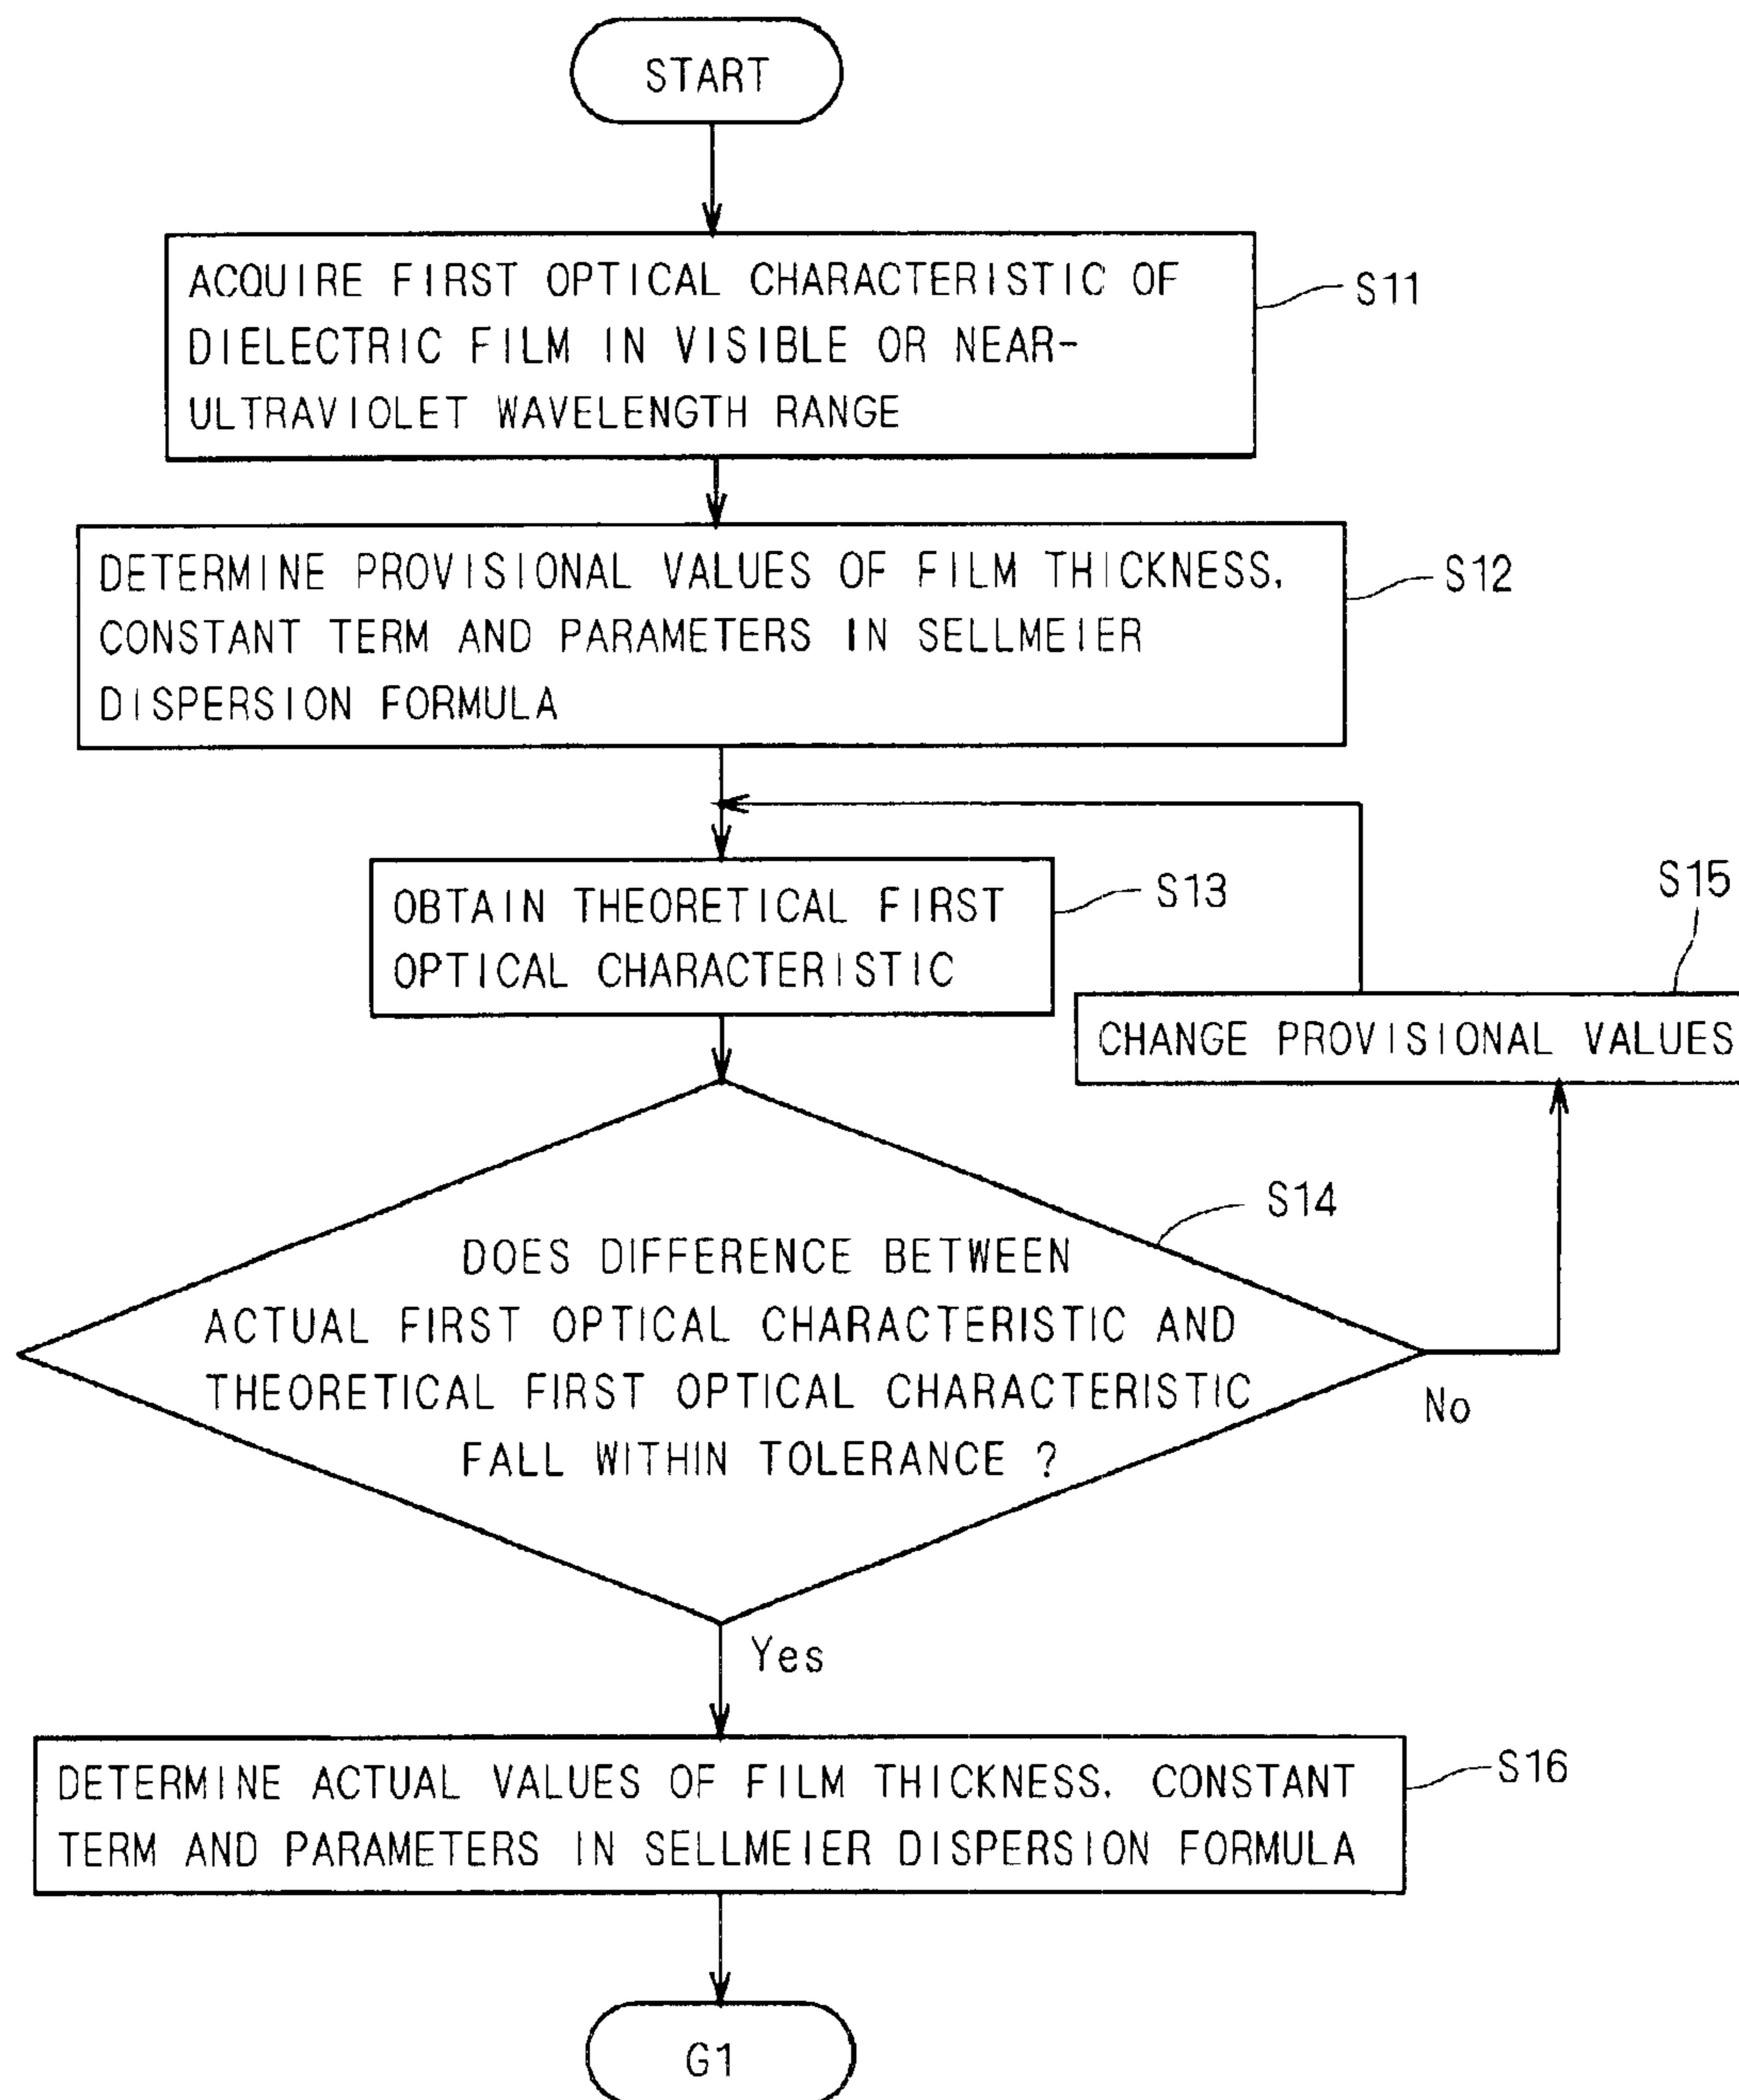 START
ACQUIRE FIRST OPTICAL CHARACTERISTIC OF
DIELECTRIC FILM IN VISIBLE OR NEAR-
ULTRAVIOLET WAVELENGTH RANGE
S11
DETERMINE PROVISIONAL VALUES OF FILM THICKNESS,
CONSTANT TERM AND PARAMETERS IN SELLMEIER
DISPERSION FORMULA
S12
OBTAIN THEORETICAL FIRST
OPTICAL CHARACTERISTIC
S13
S15
CHANGE PROVISIONAL VALUES
S14
DOES DIFFERENCE BETWEEN
ACTUAL FIRST OPTICAL CHARACTERISTIC AND
THEORETICAL FIRST OPTICAL CHARACTERISTIC
FALL WITHIN TOLERANCE ?
No
Yes
DETERMINE ACTUAL VALUES OF FILM THICKNESS, CONSTANT
TERM AND PARAMETERS IN SELLMEIER DISPERSION FORMULA
S16
G1